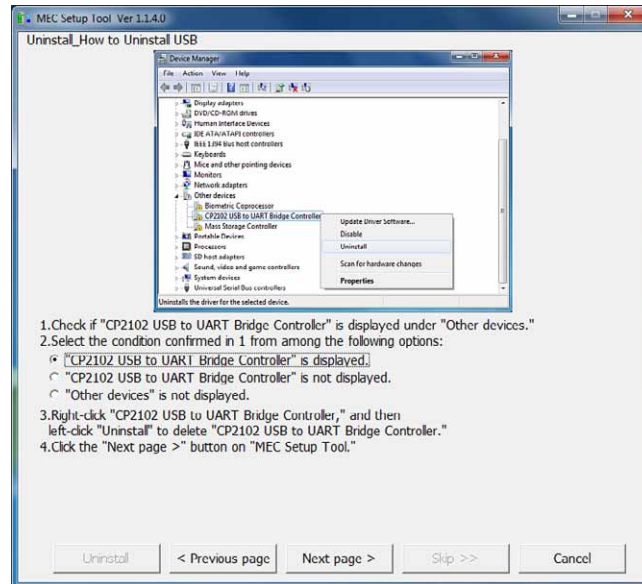 MEC Setup Tool Ver 1.1.4.0
Uninstall_How to Uninstall USB
Device Manager
File Action View Help
Display adapters
DVD/CD-ROM drives
Human Interface Devices
IDE ATA/ATAPI controllers
IEEE 1394 Bus host controllers
Keyboards
Mice and other pointing devices
Monitors
Network adapters
Other devices
Biometric Coprocessor
CP2102 USB to UART Bridge Controller
Mass Storage Controller
Portable Devices
Processors
SD host adapters
Sound, video and game controllers
System devices
Universal Serial Bus controllers
Update Driver Software...
Disable
Uninstall
Scan for hardware changes
Properties
Uninstalls the driver for the selected device.
1.Check if "CP2102 USB to UART Bridge Controller" is displayed under "Other devices."
2.Select the condition confirmed in 1 from among the following options:
"CP2102 USB to UART Bridge Controller" is displayed.
"CP2102 USB to UART Bridge Controller" is not displayed.
"Other devices" is not displayed.
3.Right-click "CP2102 USB to UART Bridge Controller," and then
left-click "Uninstall" to delete "CP2102 USB to UART Bridge Controller."
4.Click the "Next page >" button on "MEC Setup Tool."
Uninstall
< Previous page
Next page >
Skip >>
Cancel